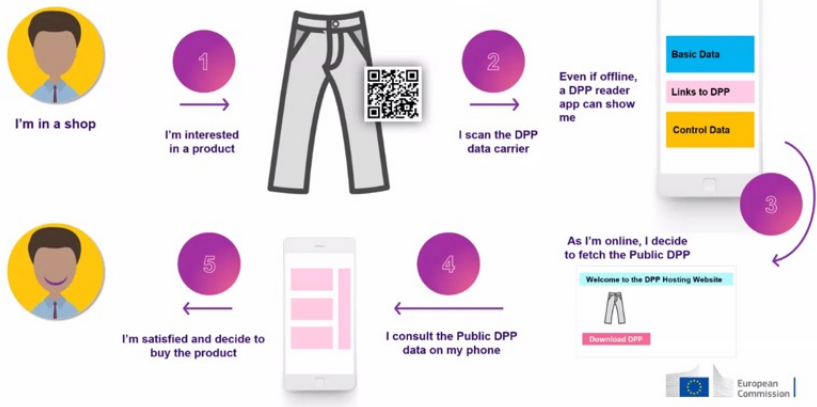 I'm in a shop
1
I'm interested
in a product
2
I scan the DPP
data carrier
Even if offline,
a DPP reader
app can show
me
Basic Data
Links to DPP
Control Data
3
As I'm online, I decide
to fetch the Public DPP
Welcome to the DPP Hosting Website
Download DPP
4
I consult the Public DPP
data on my phone
5
I'm satisfied and decide to
buy the product
European
Commission